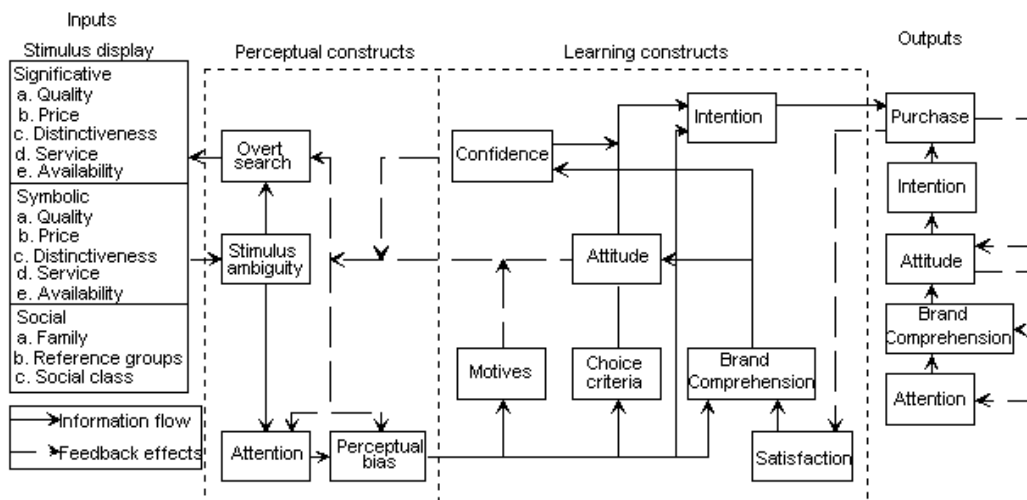 Inputs
Stimulus display
Perceptual constructs
Learning constructs
Outputs
Significative
a. Quality
b. Price
c. Distinctiveness
d. Service
e. Availability
Symbolic
a. Quality
b. Price
c. Distinctiveness
d. Service
e. Availability
Social
a. Family
b. Reference groups
c. Social class
Information flow
Feedback effects
Overt
search
Stimulus
ambiguity
Attention
Perceptual
bias
Confidence
Intention
Attitude
Motives
Choice
criteria
Brand
Comprehension
Satisfaction
Purchase
Intention
Attitude
Brand
Comprehension
Attention